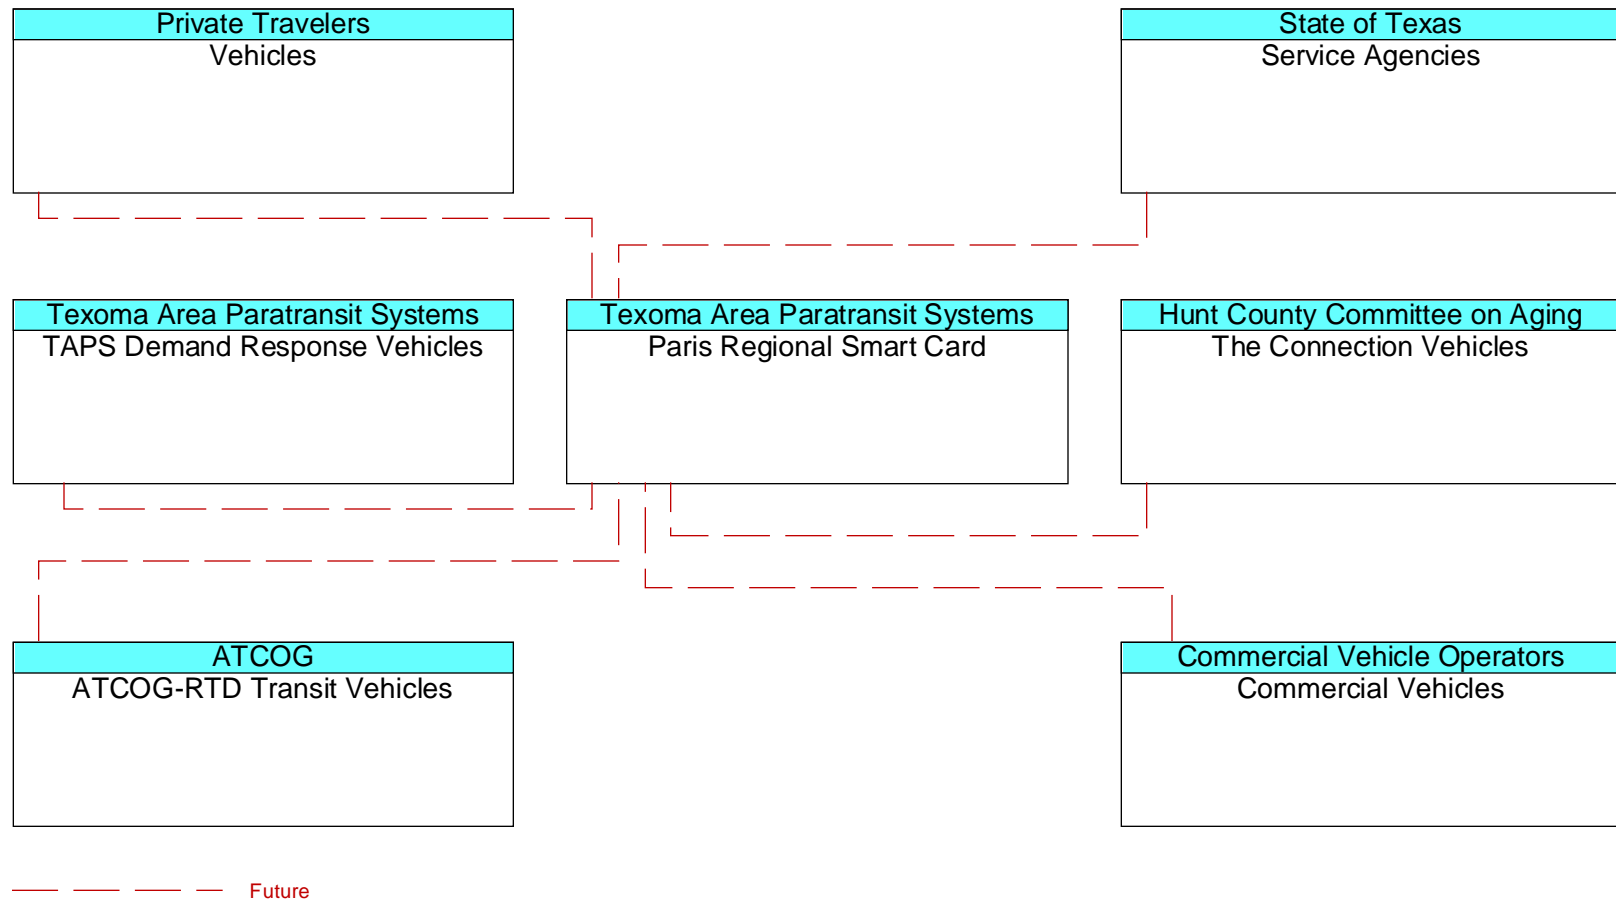 Private Travelers
Vehicles
State of Texas
Service Agencies
Texoma Area Paratransit Systems
TAPS Demand Response Vehicles
Texoma Area Paratransit Systems
Paris Regional Smart Card
Hunt County Committee on Aging
The Connection Vehicles
ATCOG
ATCOG-RTD Transit Vehicles
Commercial Vehicle Operators
Commercial Vehicles
Future